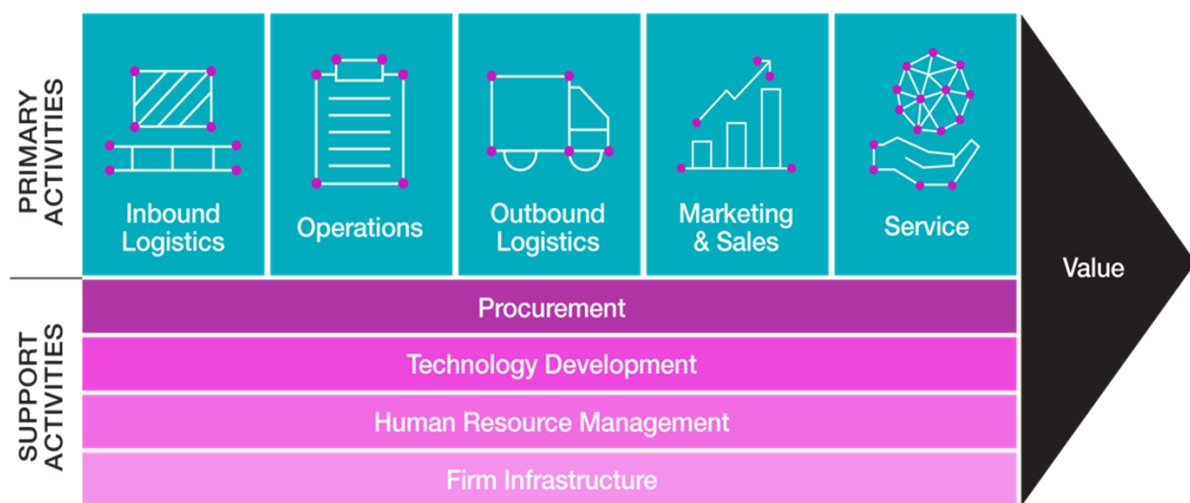 PRIMARY
ACTIVITIES
Inbound
Logistics
Operations
Outbound
Logistics
Marketing
& Sales
Service
Value
SUPPORT
ACTIVITIES
Procurement
Technology Development
Human Resource Management
Firm Infrastructure